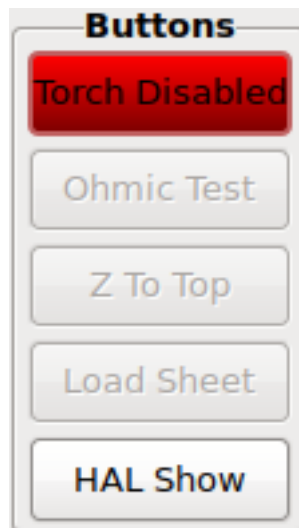 Buttons
Torch Disabled
Ohmic Test
Z To Top
Load Sheet
HAL Show